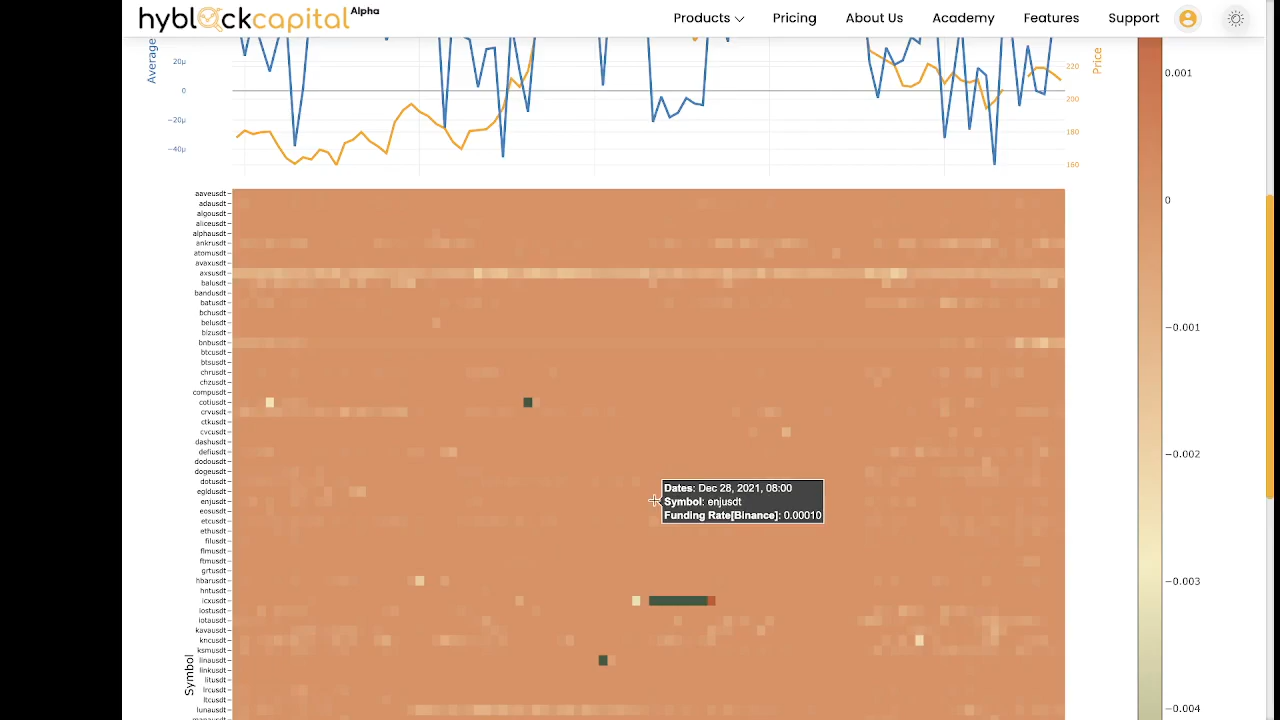 hyblockcapital Alpha
Products Pricing About Us Academy Features Support
Average
20μ
0
−20μ
−40μ
220
200
180
160
Price
aaveusdt
adausdt
algousdt
aliceusdt
alphausdt
ankrusdt
atomusdt
avaxusdt
axsusdt
balusdt
bandusdt
batusdt
bchusdt
belusdt
blzusdt
bnbusdt
btcusdt
btsusdt
chrusdt
chzusdt
compusdt
cotiusdt
crvusdt
ctkusdt
cvcusdt
dashusdt
defiusdt
dodousdt
dogeusdt
dotusdt
egldusdt
enjusdt
eosusdt
etcusdt
ethusdt
filusdt
flmusdt
ftmusdt
grtusdt
hbarusdt
hntusdt
icxusdt
iostusdt
iotausdt
kavausdt
kncusdt
ksmusdt
linausdt
linkusdt
litusdt
lrcusdt
ltcusdt
lunausdt
manausdt
Symbol
Dates: Dec 28, 2021, 08:00
Symbol: enjusdt
Funding Rate[Binance]: 0.00010
0.001
0
−0.001
−0.002
−0.003
−0.004